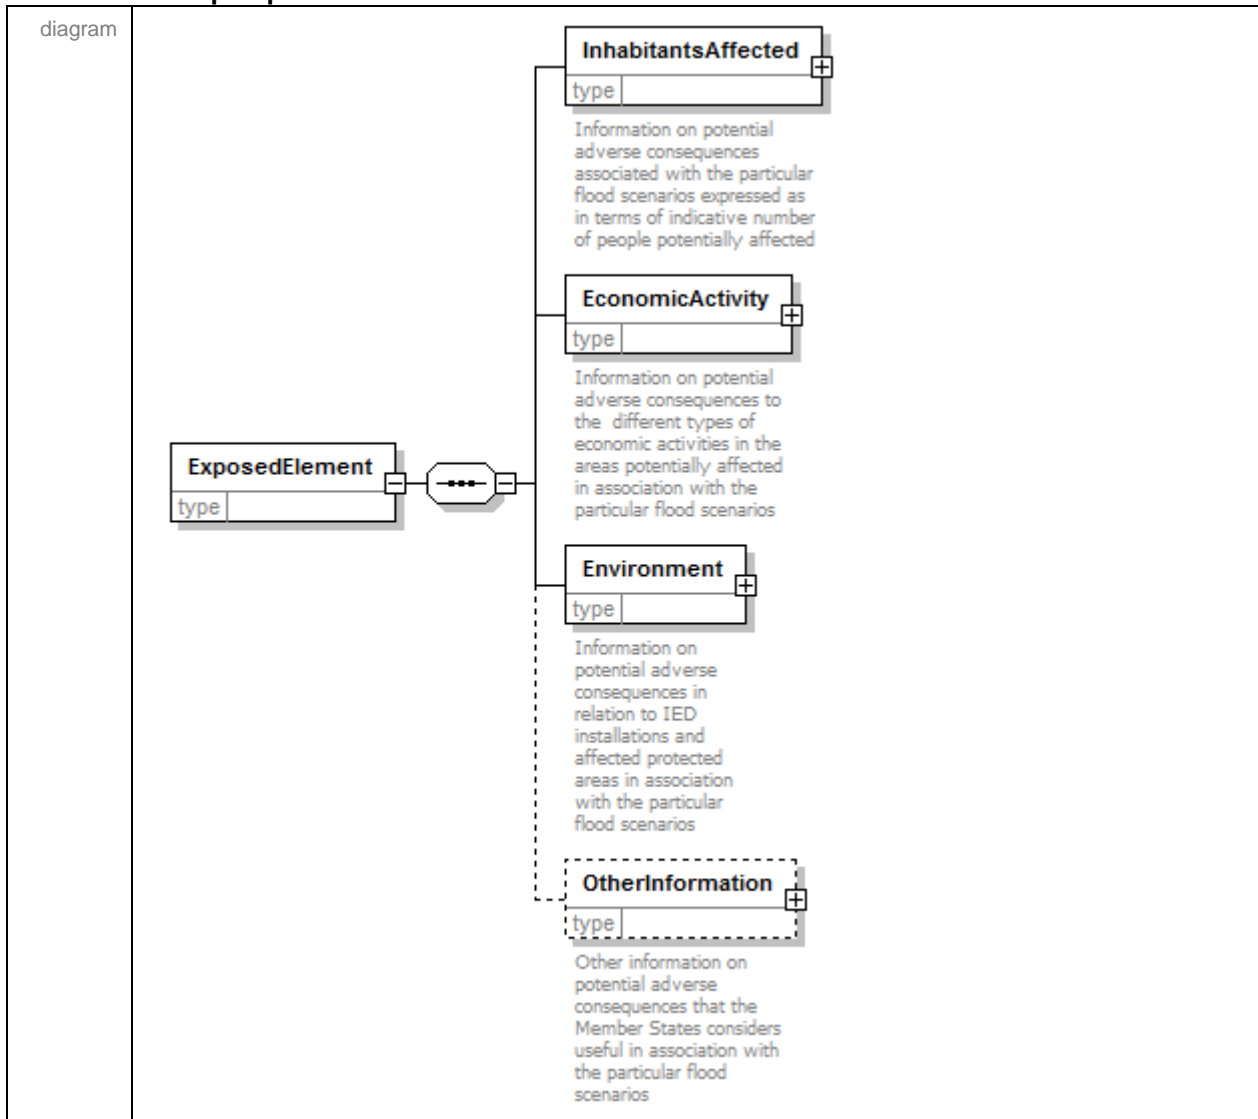 diagram
InhabitantsAffected
type
Information on potential
adverse consequences
associated with the particular
flood scenarios expressed as
in terms of indicative number
of people potentially affected
EconomicActivity
type
Information on potential
adverse consequences to
the different types of
economic activities in the
areas potentially affected
in association with the
particular flood scenarios
ExposedElement
type
Environment
type
Information on
potential adverse
consequences in
relation to IED
installations and
affected protected
areas in association
with the particular
flood scenarios
OtherInformation
type
Other information on
potential adverse
consequences that the
Member States considers
useful in association with
the particular flood
scenarios